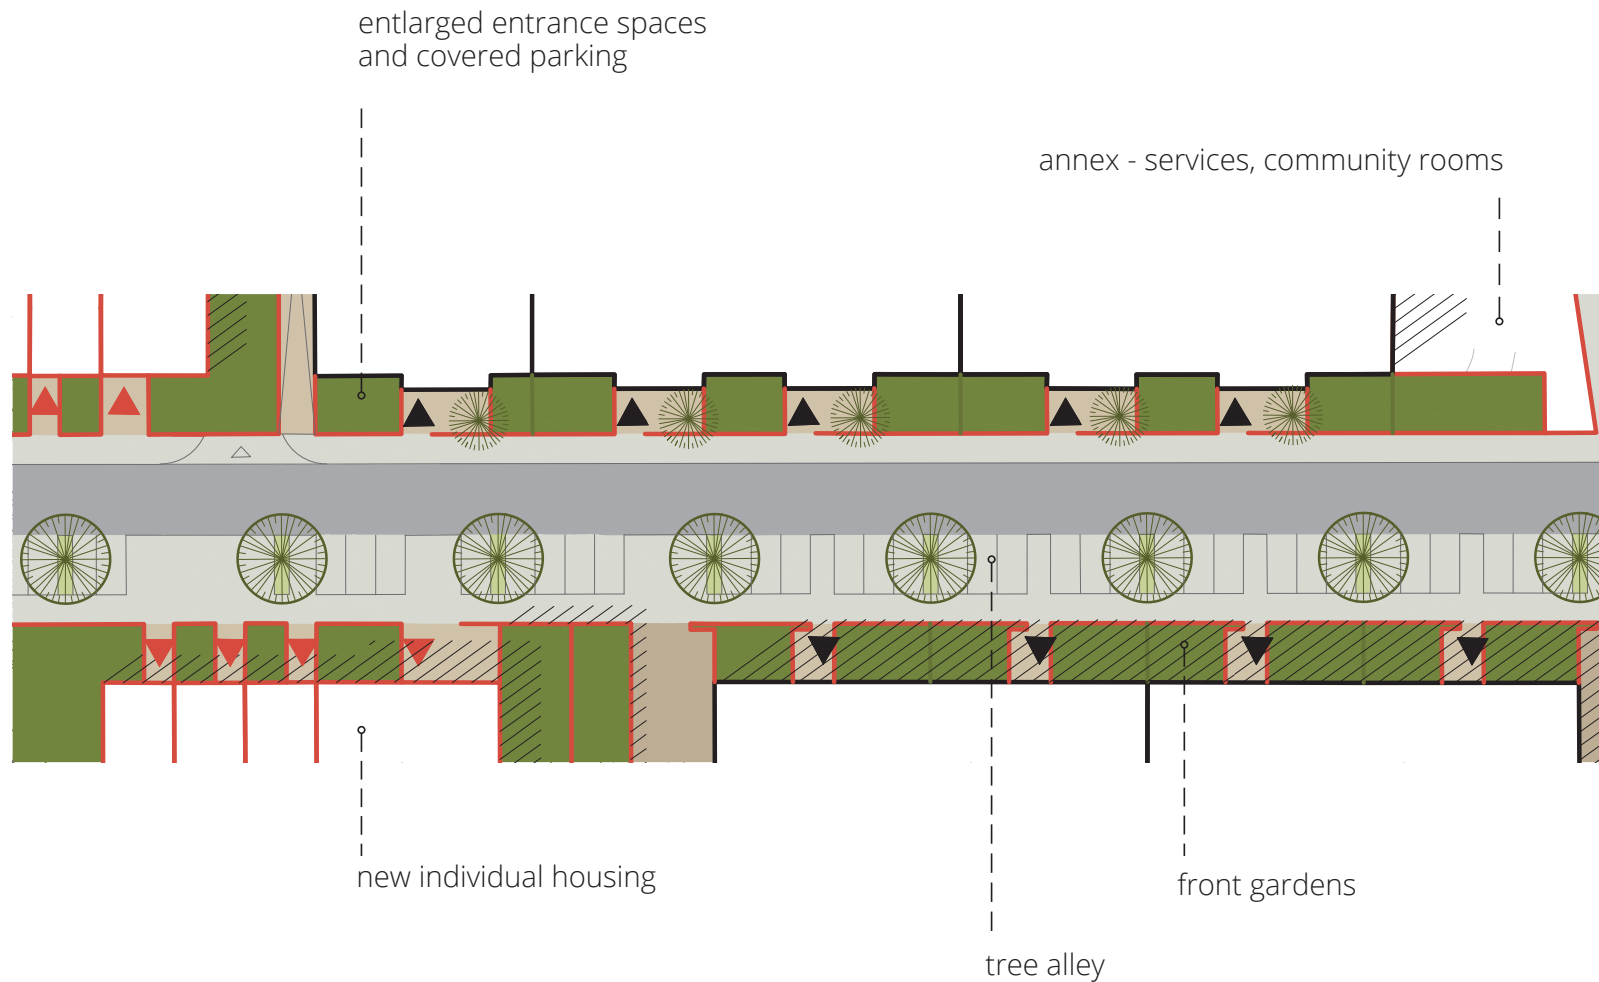 entlarged entrance spaces
and covered parking
annex - services, community rooms
new individual housing
front gardens
tree alley